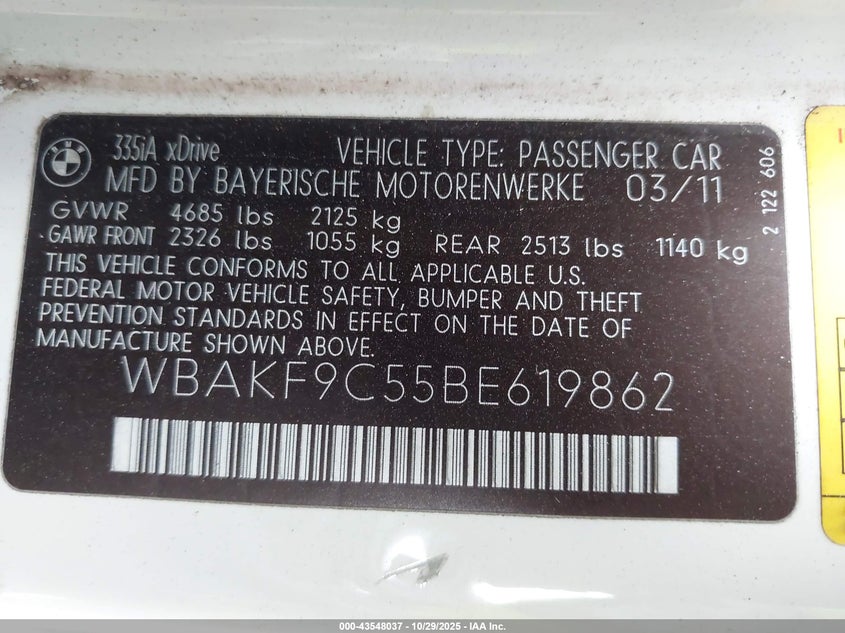 335iA xDrive VEHICLE TYPE: PASSENGER CAR
MFD BY BAYERISCHE MOTORENWERKE 03/11
GVWR 4685 lbs 2125 kg
GAWR FRONT 2326 lbs 1055 kg REAR 2513 lbs 1140 kg
THIS VEHICLE CONFORMS TO ALL APPLICABLE U.S.
FEDERAL MOTOR VEHICLE SAFETY, BUMPER AND THEFT
PREVENTION STANDARDS IN EFFECT ON THE DATE OF
MANUFACTURE SHOWN ABOVE.
WBAKF9C55BE619862
2 122 606
BMW
000-43548037 - 10/29/2025 - IAA Inc.